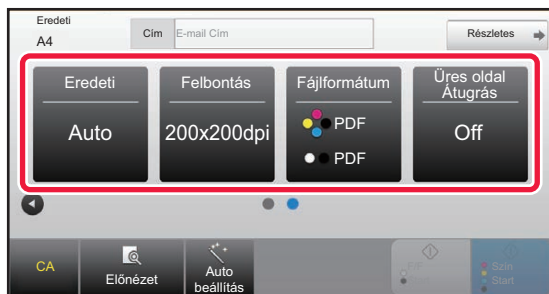 Eredeti
A4
Cím
E-mail Cím
Részletes
Eredeti
Auto
Felbontás
200x200dpi
Fájlformátum
PDF
PDF
Üres oldal
Átugrás
Off
CA
Előnézet
Auto
beállítás
Szín
Start